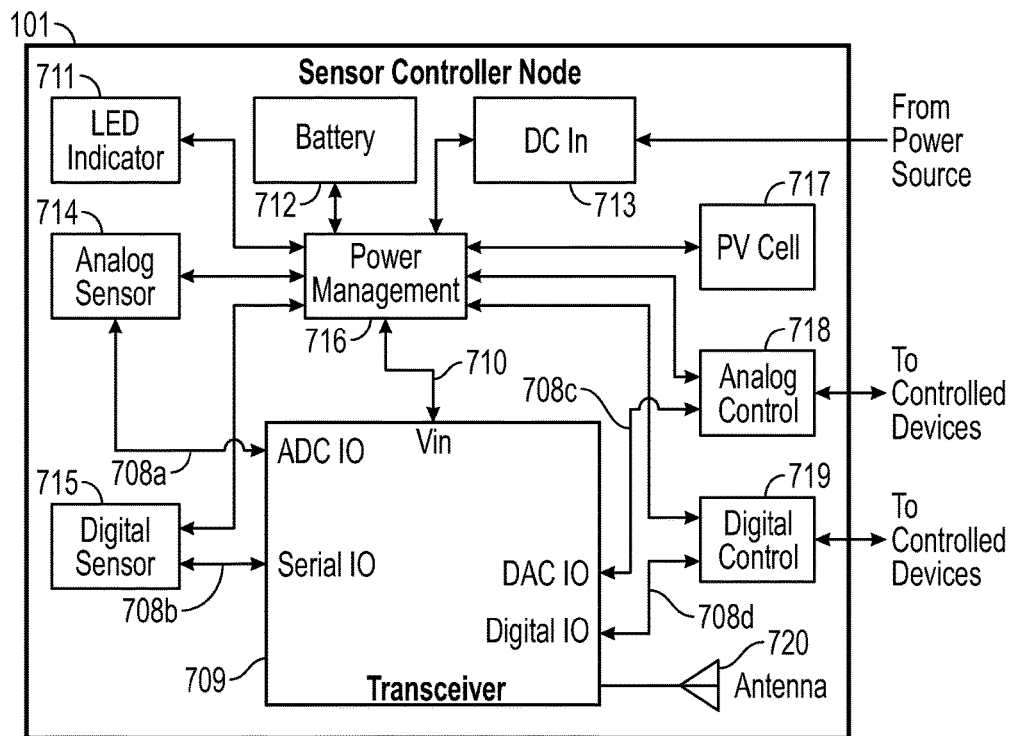 101
Sensor Controller Node
711
LED
Indicator
Battery
712
DC In
713
From
Power
Source
714
Analog
Sensor
Power
Management
716
717
PV Cell
710
708c
718
Analog
Control
To
Controlled
Devices
708a
ADC IO
Vin
715
Digital
Sensor
708b
Serial IO
DAC IO
Digital IO
719
Digital
Control
To
Controlled
Devices
708d
709
Transceiver
720
Antenna